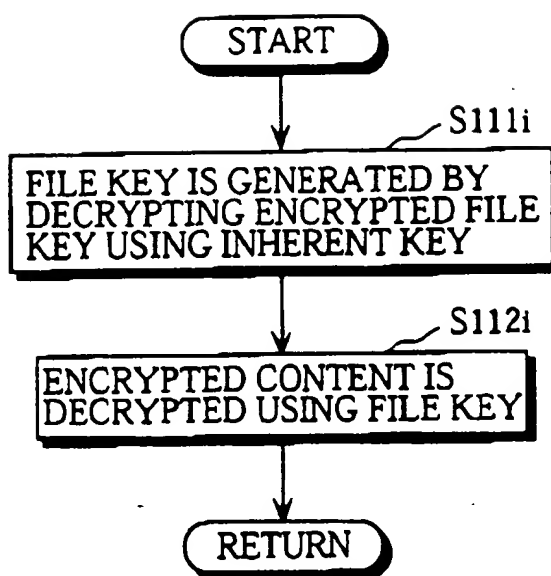 START
S111i
FILE KEY IS GENERATED BY
DECRYPTING ENCRYPTED FILE
KEY USING INHERENT KEY
S112i
ENCRYPTED CONTENT IS
DECRYPTED USING FILE KEY
RETURN